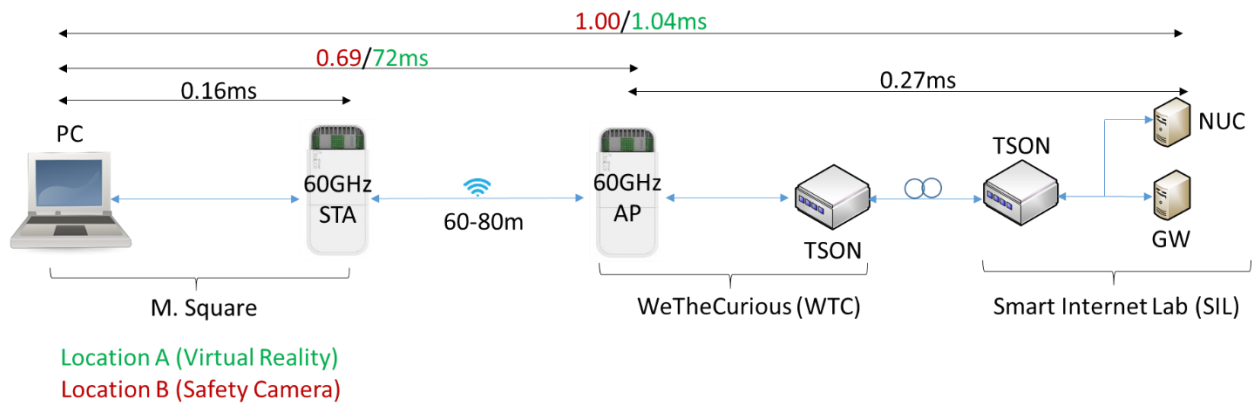 1.00/1.04ms
0.69/72ms
0.16ms
0.27ms
PC
NUC
TSON
60GHz
STA
60GHz
AP
60-80m
TSON
GW
M. Square
WeTheCurious (WTC)
Smart Internet Lab (SIL)
Location A (Virtual Reality)
Location B (Safety Camera)